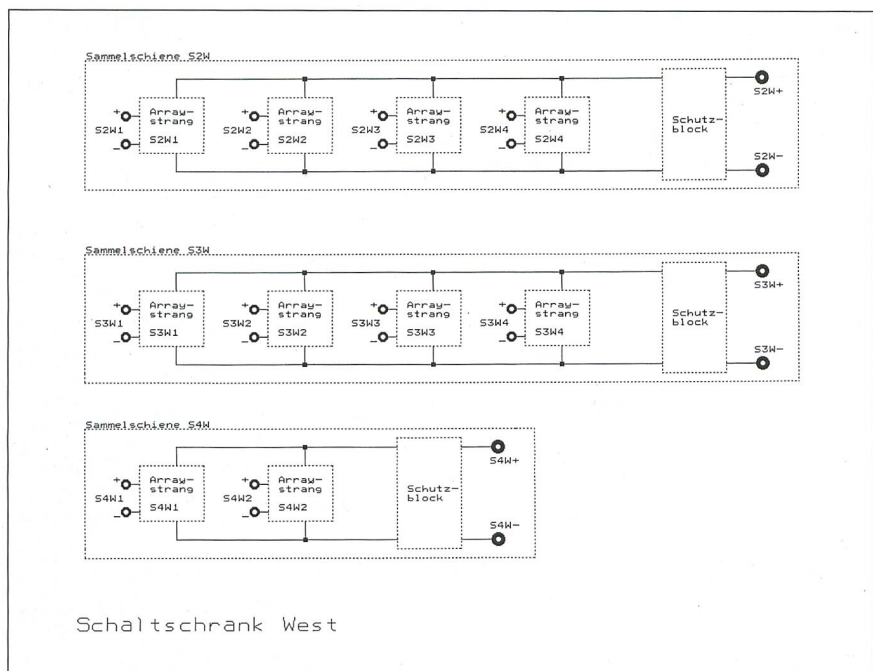 Sammelschiene S2W
S2W+
+ Array-
strang + Array-
strang + Array-
strang + Array-
strang
Schutz-
block
S2W1 S2W2 S2W3 S2W4
- S2W1 - S2W2 - S2W3 - S2W4
S2W-
Sammelschiene S3W
S3W+
+ Array-
strang + Array-
strang + Array-
strang + Array-
strang
Schutz-
block
S3W1 S3W2 S3W3 S3W4
- S3W1 - S3W2 - S3W3 - S3W4
S3W-
Sammelschiene S4W
S4W+
+ Array-
strang + Array-
strang
Schutz-
block
S4W1 S4W2
- S4W1 - S4W2
S4W-
Schaltschrank West